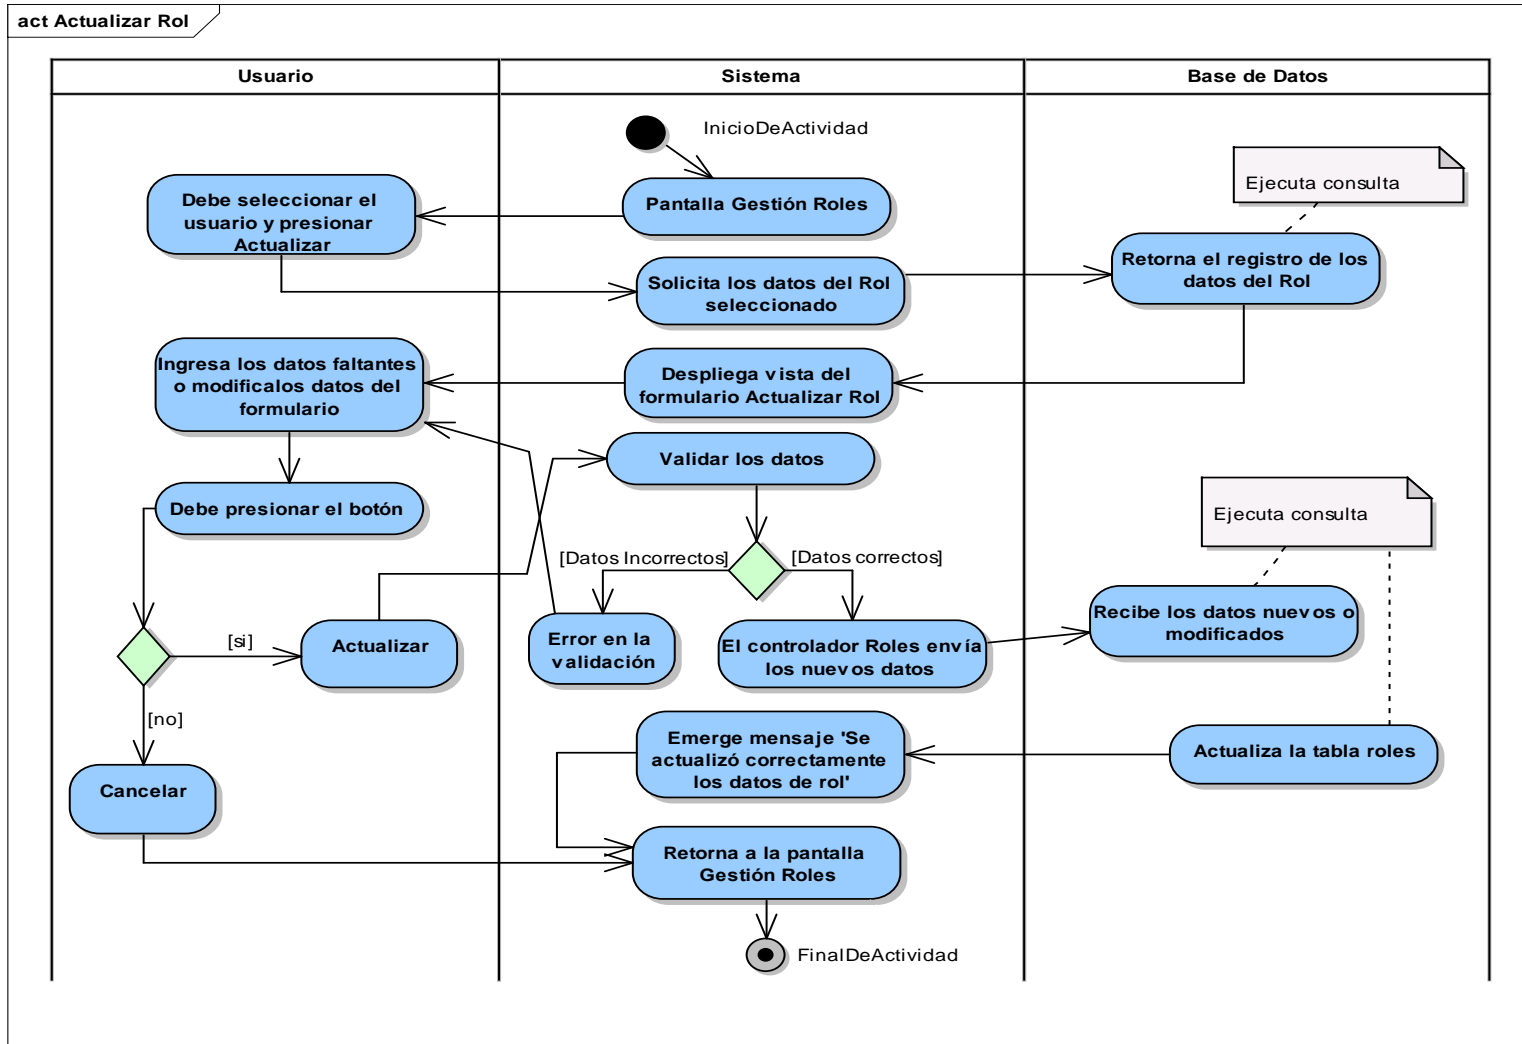 act Actualizar Rol
Usuario
Sistema
Base de Datos
InicioDeActividad
Ejecuta consulta
Debe seleccionar el
usuario y presionar
Actualizar
Pantalla Gestión Roles
Solicita los datos del Rol
seleccionado
Retorna el registro de los
datos del Rol
Ingresa los datos faltantes
o modificalos datos del
formulario
Despliega vista del
formulario Actualizar Rol
Validar los datos
Debe presionar el botón
Ejecuta consulta
[Datos Incorrectos]
[Datos correctos]
Recibe los datos nuevos o
modificados
[si]
Actualizar
Error en la
validación
El controlador Roles envía
los nuevos datos
[no]
Emerge mensaje 'Se
actualizó correctamente
los datos de rol'
Actualiza la tabla roles
Cancelar
Retorna a la pantalla
Gestión Roles
FinalDeActividad